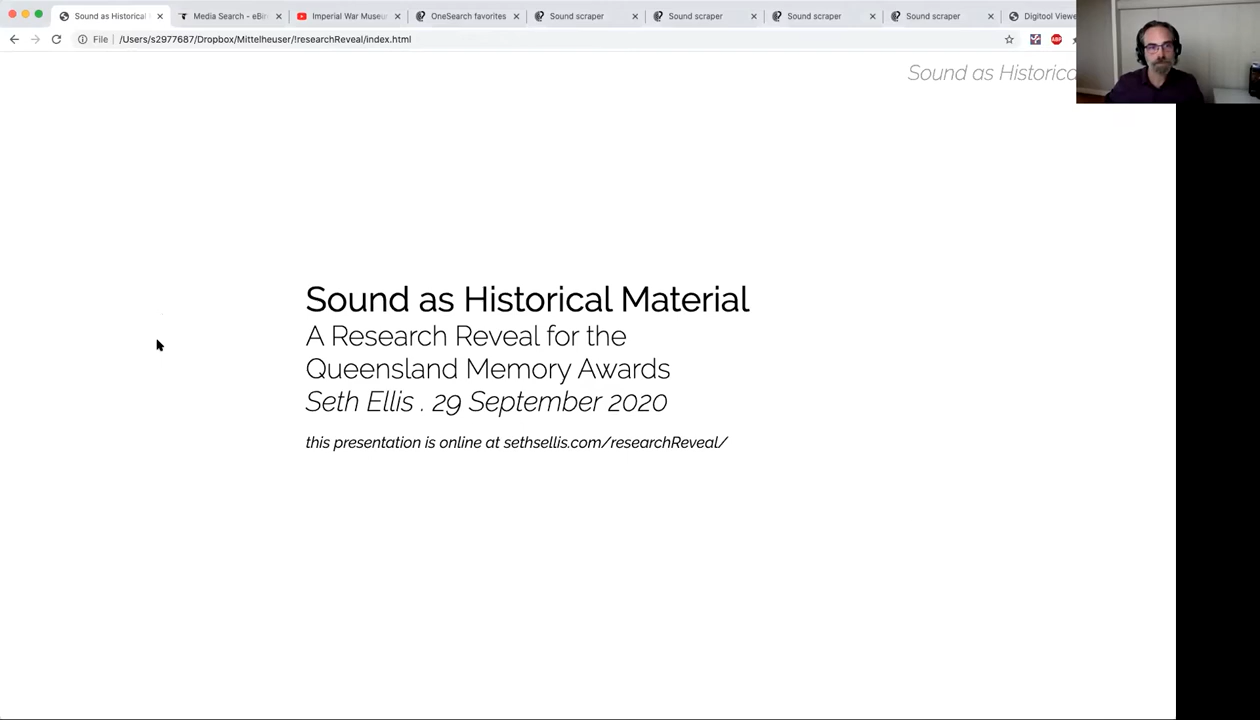 Sound as Historical
Media Search - eBir
Imperial War Museu
OneSearch favorites
Sound scraper
Sound scraper
Sound scraper
Sound scraper
Digitool Viewe
File
/Users/s2977687/Dropbox/Mittelheuser/!researchReveal/index.html
ABP
Sound as Historica
Sound as Historical Material
A Research Reveal for the
Queensland Memory Awards
Seth Ellis . 29 September 2020
this presentation is online at sethsellis.com/researchReveal/